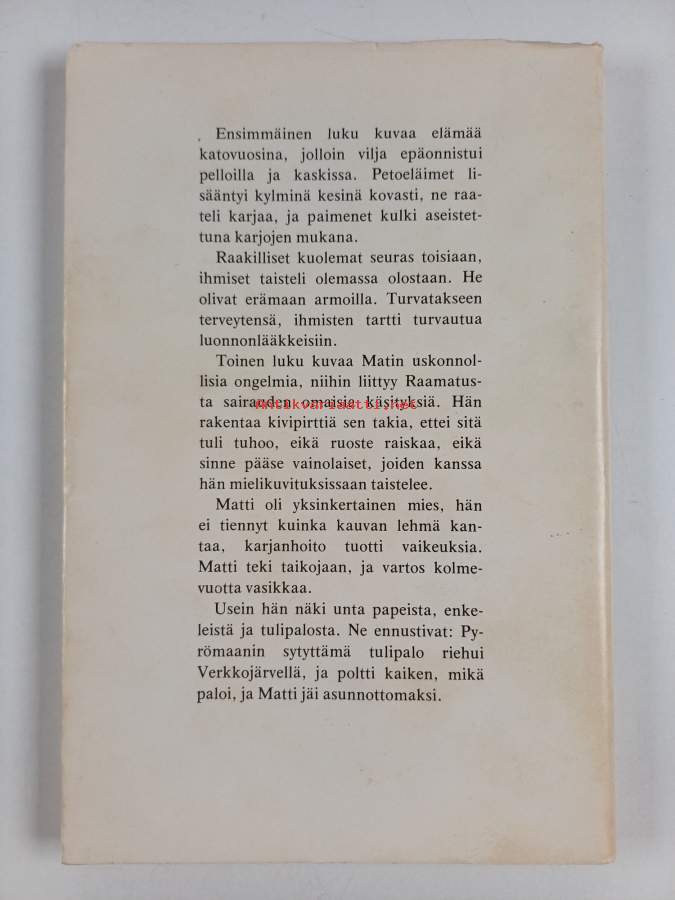 Ensimmäinen luku kuvaa elämää
katovuosina, jolloin vilja epäonnistui
pelloilla ja kaskissa. Petoeläimet li-
sääntyi kylminä kesinä kovasti, ne raa-
teli karjaa, ja paimenet kulki aseistet-
tuna karjojen mukana.
Raakilliset kuolemat seuras toisiaan,
ihmiset taisteli olemassa olostaan. He
olivat erämaan armoilla. Turvatakseen
terveytensä, ihmisten tartti turvautua
luonnonlääkkeisiin.
Toinen luku kuvaa Matin uskonnol-
lisia ongelmia, niihin liittyy Raamatus-
ta sairauden omaisia käsityksiä. Hän
Antikvariaatti.net
rakentaa kivipirttiä sen takia, ettei sitä
tuli tuhoo, eikä ruoste raiskaa, eikä
sinne pääse vainolaiset, joiden kanssa
hän mielikuvituksissaan taistelee.
Matti oli yksinkertainen mies, hän
ei tiennyt kuinka kauvan lehmä kan-
taa, karjanhoito tuotti vaikeuksia.
Matti teki taikojaan, ja vartos kolme-
vuotta vasikkaa.
Usein hän näki unta papeista, enke-
leistä ja tulipalosta. Ne ennustivat: Py-
römaanin sytyttämä tulipalo riehui
Verkkojärvellä, ja poltti kaiken, mikä
paloi, ja Matti jäi asunnottomaksi.